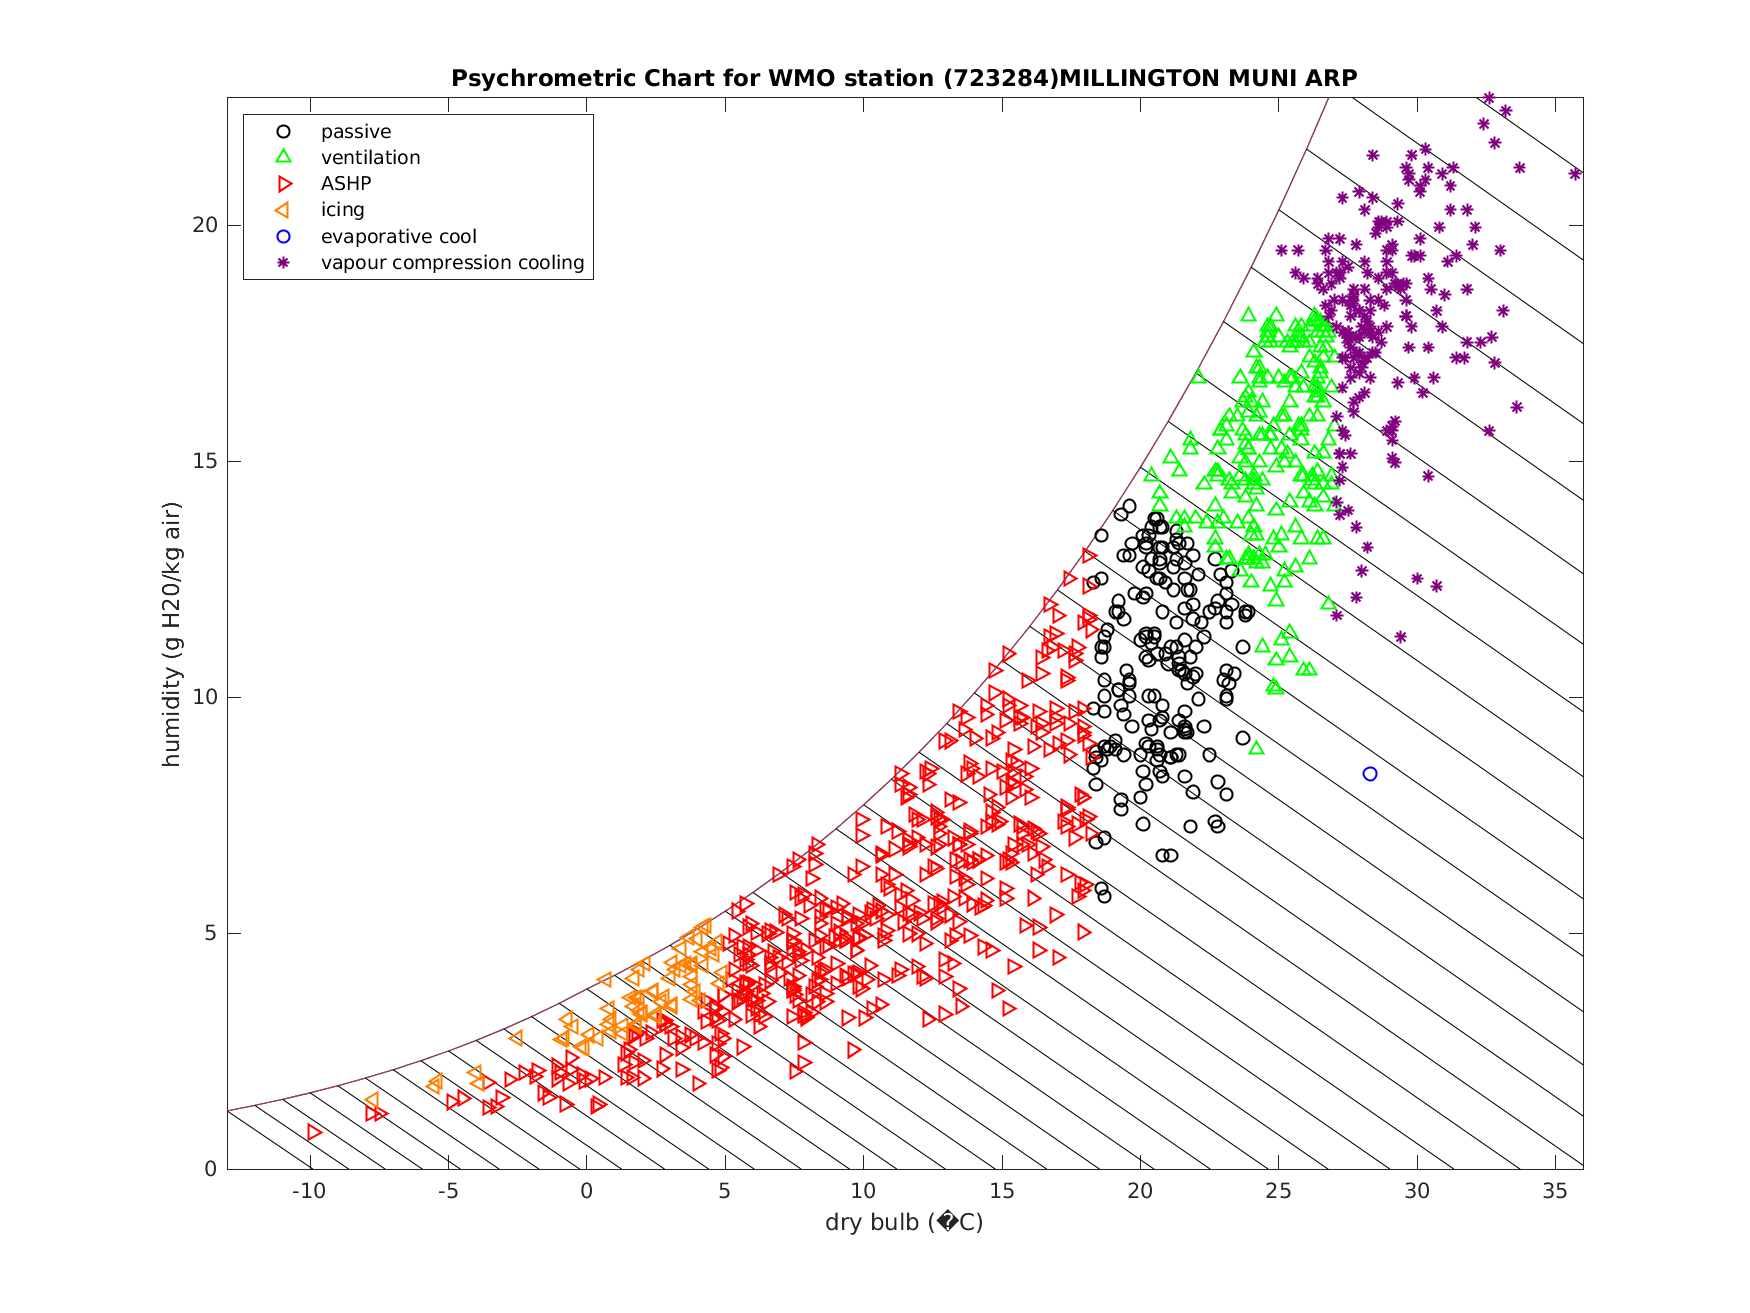 Psychrometric Chart for WMO station (723284)MILLINGTON MUNI ARP
passive
ventilation
ASHP
icing
evaporative cool
vapour compression cooling
humidity (g H20/kg air)
20
15
10
5
0
-10 -5 0 5 10 15 20 25 30 35
dry bulb (�C)